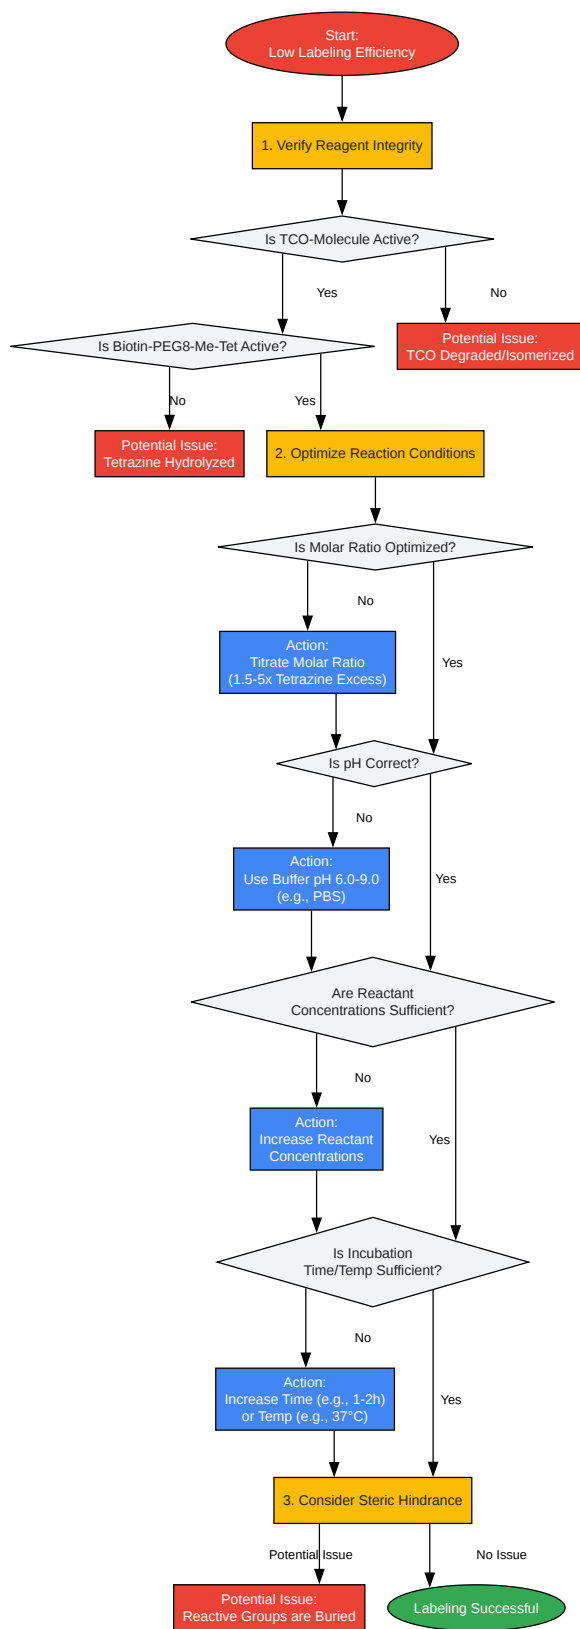 Start:
Low Labeling Efficiency
1. Verify Reagent Integrity
Is TCO-Molecule Active?
Yes
No
Is Biotin-PEG8-Me-Tet Active?
Potential Issue:
TCO Degraded/Isomerized
No
Yes
Potential Issue:
Tetrazine Hydrolyzed
2. Optimize Reaction Conditions
Is Molar Ratio Optimized?
No
Action:
Titrate Molar Ratio
(1.5-5x Tetrazine Excess)
Yes
Is pH Correct?
No
Action:
Use Buffer pH 6.0-9.0
(e.g., PBS)
Yes
Are Reactant
Concentrations Sufficient?
No
Action:
Increase Reactant
Concentrations
Yes
Is Incubation
Time/Temp Sufficient?
No
Action:
Increase Time (e.g., 1-2h)
or Temp (e.g., 37°C)
Yes
3. Consider Steric Hindrance
Potential Issue
No Issue
Potential Issue:
Reactive Groups are Buried
Labeling Successful